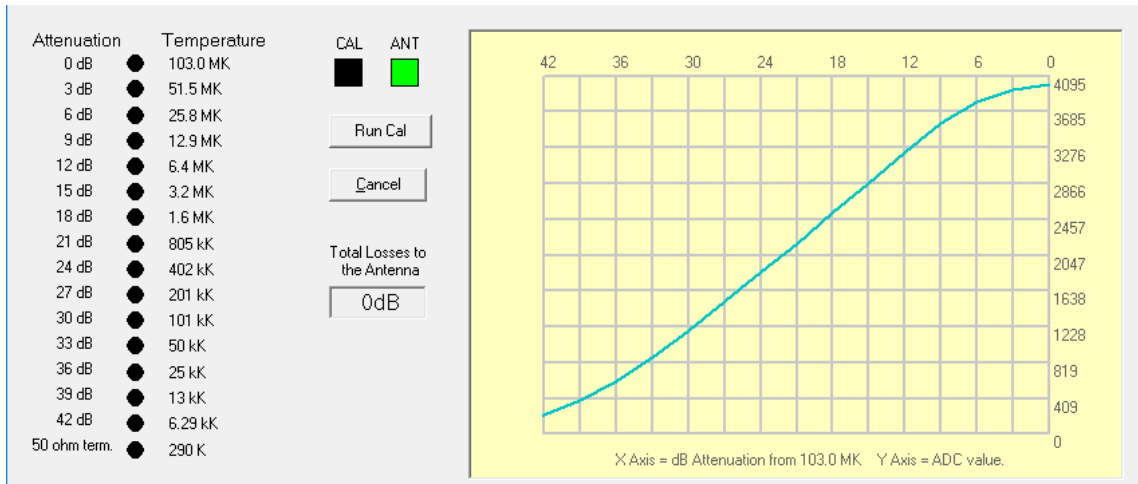 Attenuation Temperature
0 dB 103.0 MK
3 dB 51.5 MK
6 dB 25.8 MK
9 dB 12.9 MK
12 dB 6.4 MK
15 dB 3.2 MK
18 dB 1.6 MK
21 dB 805 kK
24 dB 402 kK
27 dB 201 kK
30 dB 101 kK
33 dB 50 kK
36 dB 25 kK
39 dB 13 kK
42 dB 6.29 kK
50 ohm term. 290 K
CAL ANT
Run Cal
Cancel
Total Losses to
the Antenna
0dB
42 36 30 24 18 12 6 0
4095
3685
3276
2866
2457
2047
1638
1228
819
409
0
X Axis = dB Attenuation from 103.0 MK Y Axis = ADC value.